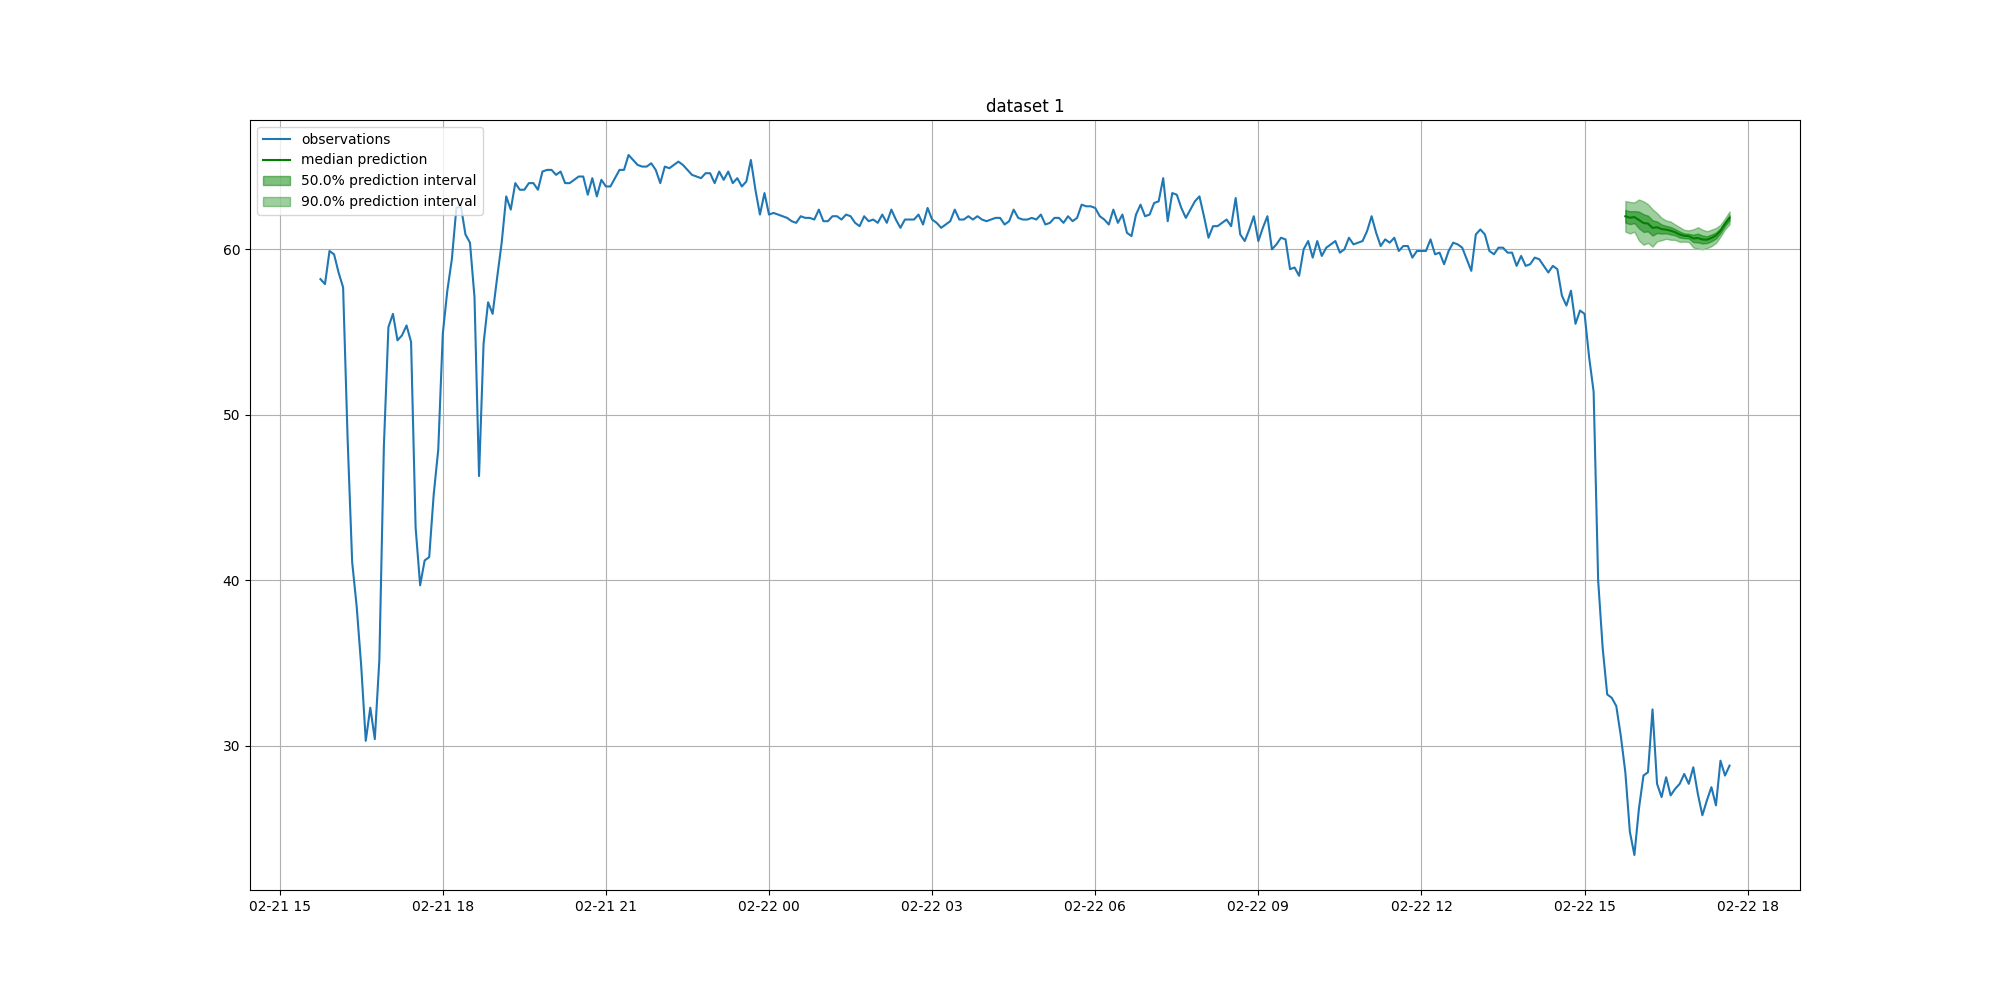 dataset 1
observations
median prediction
50.0% prediction interval
90.0% prediction interval
60
50
40
30
02-21 15
02-21 18
02-21 21
02-22 00
02-22 03
02-22 06
02-22 09
02-22 12
02-22 15
02-22 18